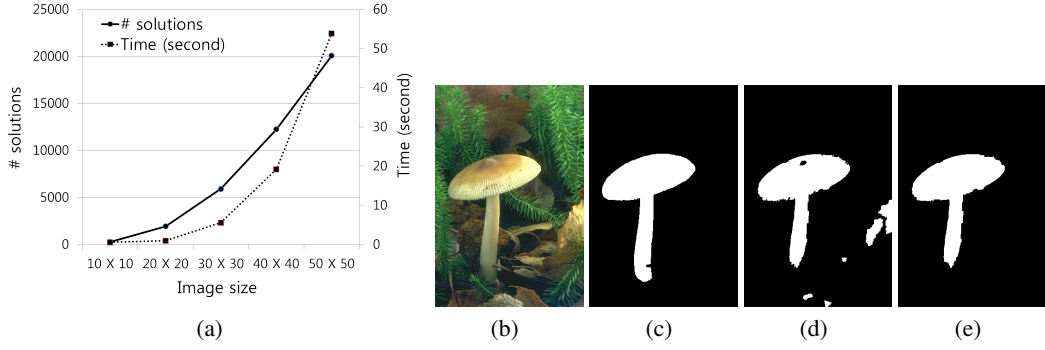 25000
20000
15000
10000
5000
0
# solutions
# solutions
Time (second)
60
50
40
30
20
10
0
Time (second)
10 X 10 20 X 20 30 X 30 40 X 40 50 X 50
Image size
(a) (b) (c) (d) (e)